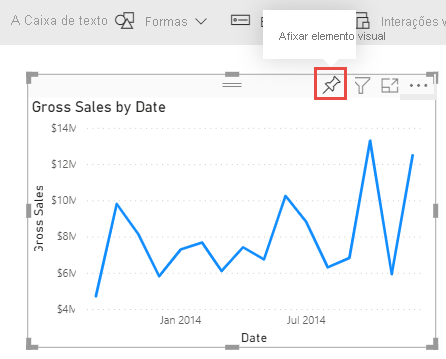 A Caixa de texto Formas Interações
Afixar elemento visual
Gross Sales by Date
$14M
$12M
$10M
$8M
$6M
$4M
Gross Sales
Jan 2014 Jul 2014
Date